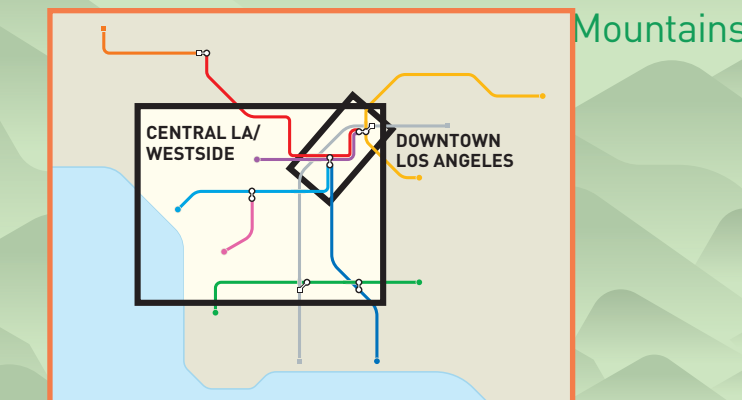 Mountains
CENTRAL LA/
WESTSIDE
DOWNTOWN
LOS ANGELES